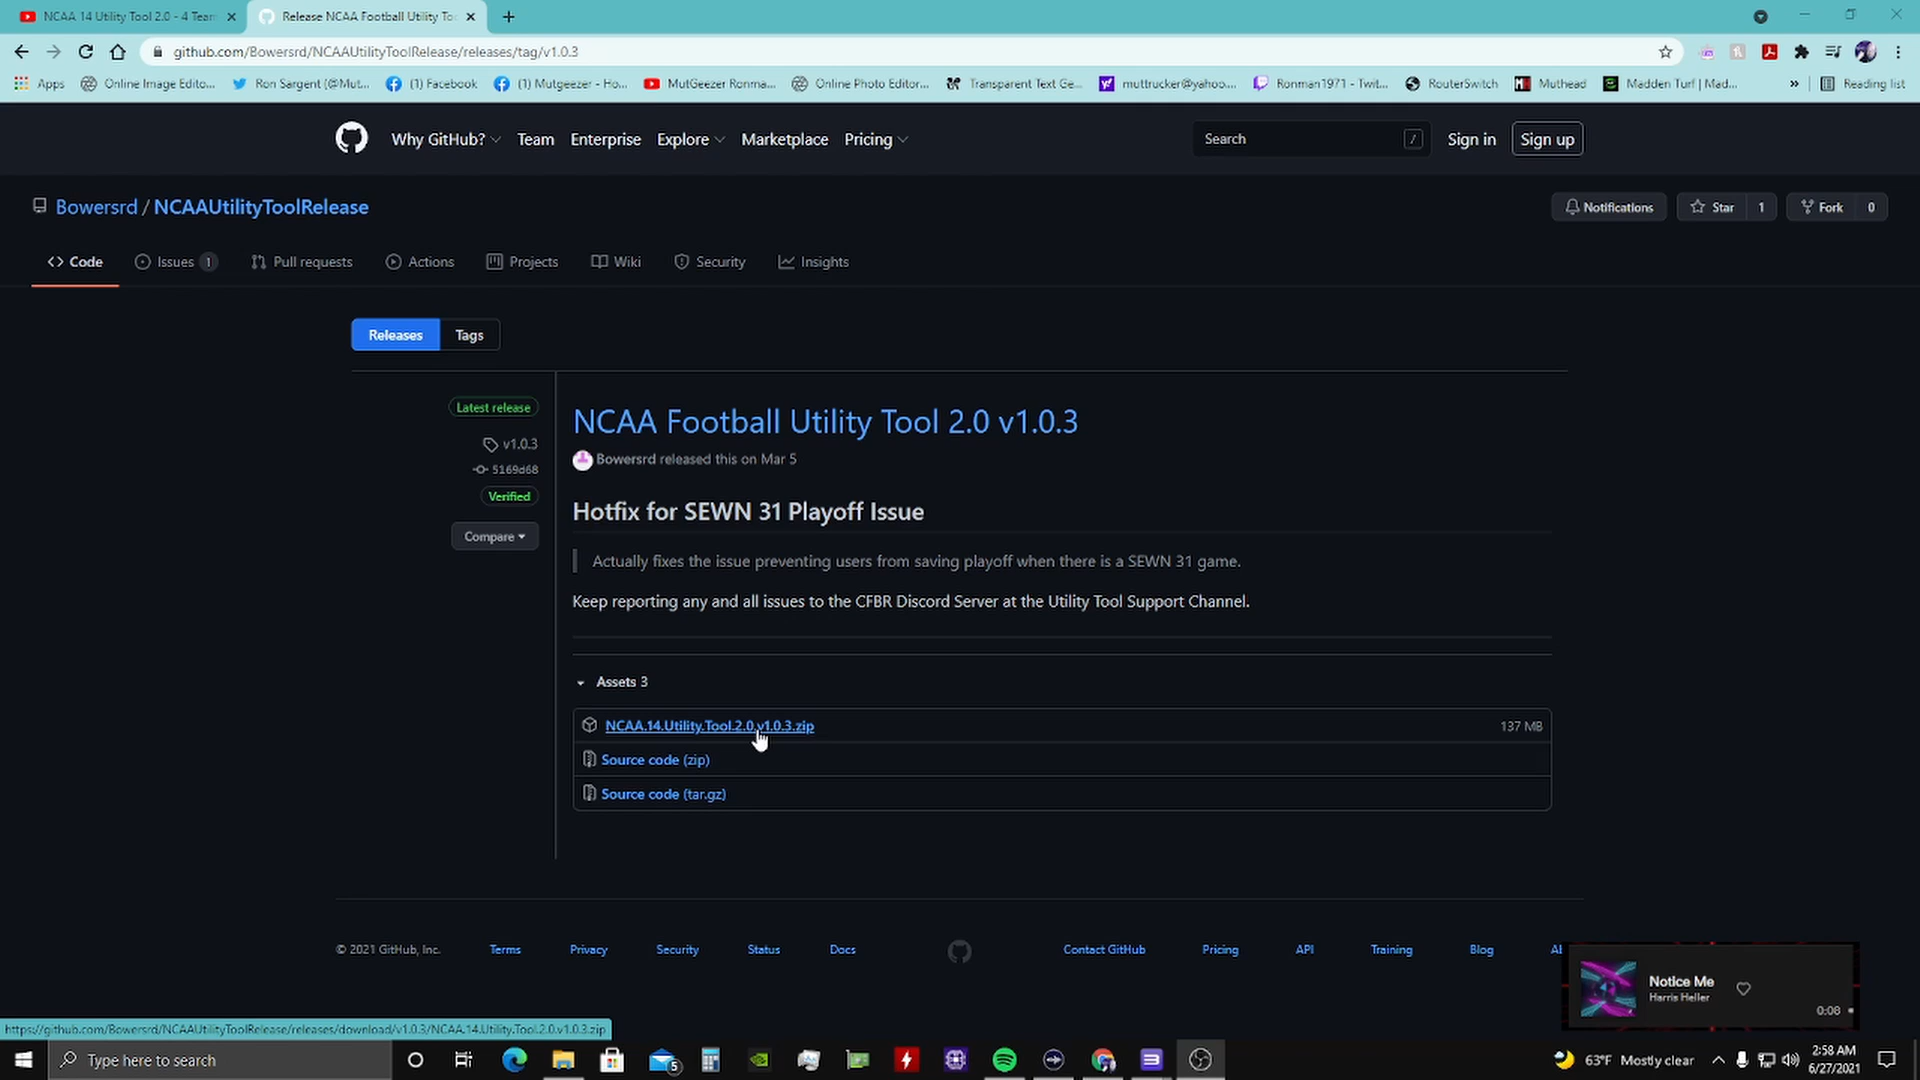 NCAA 14 Utility Tool 2.0 - 4 Team
Release NCAA Football Utility To
github.com/Bowersrd/NCAAUtilityToolRelease/releases/tag/v1.0.3
Apps Online Image Edito... Ron Sargent (@Mut... (1) Facebook (1) Mutgeezer - Ho... MutGeezer Ronma... Online Photo Editor... Transparent Text Ge... muttrucker@yahoo.... Ronman1971 - Twit... RouterSwitch Muthead Madden Turf | Mad... » Reading list
Why GitHub? Team Enterprise Explore Marketplace Pricing Search / Sign in Sign up
Bowersrd / NCAAUtilityToolRelease
Notifications Star 1 Fork 0
Code Issues 1 Pull requests Actions Projects Wiki Security Insights
Releases Tags
Latest release
v1.0.3
5169d68
Verified
Compare
NCAA Football Utility Tool 2.0 v1.0.3
Bowersrd released this on Mar 5
Hotfix for SEWN 31 Playoff Issue
Actually fixes the issue preventing users from saving playoff when there is a SEWN 31 game.
Keep reporting any and all issues to the CFBR Discord Server at the Utility Tool Support Channel.
Assets 3
NCAA.14.Utility.Tool.2.0.v1.0.3.zip 137 MB
Source code (zip)
Source code (tar.gz)
© 2021 GitHub, Inc. Terms Privacy Security Status Docs Contact GitHub Pricing API Training Blog Ab
Notice Me
Harris Heller
0:08
https://github.com/Bowersrd/NCAAUtilityToolRelease/releases/download/v1.0.3/NCAA.14.Utility.Tool.2.0.v1.0.3.zip
Type here to search
5
63°F Mostly clear
2:58 AM
6/27/2021